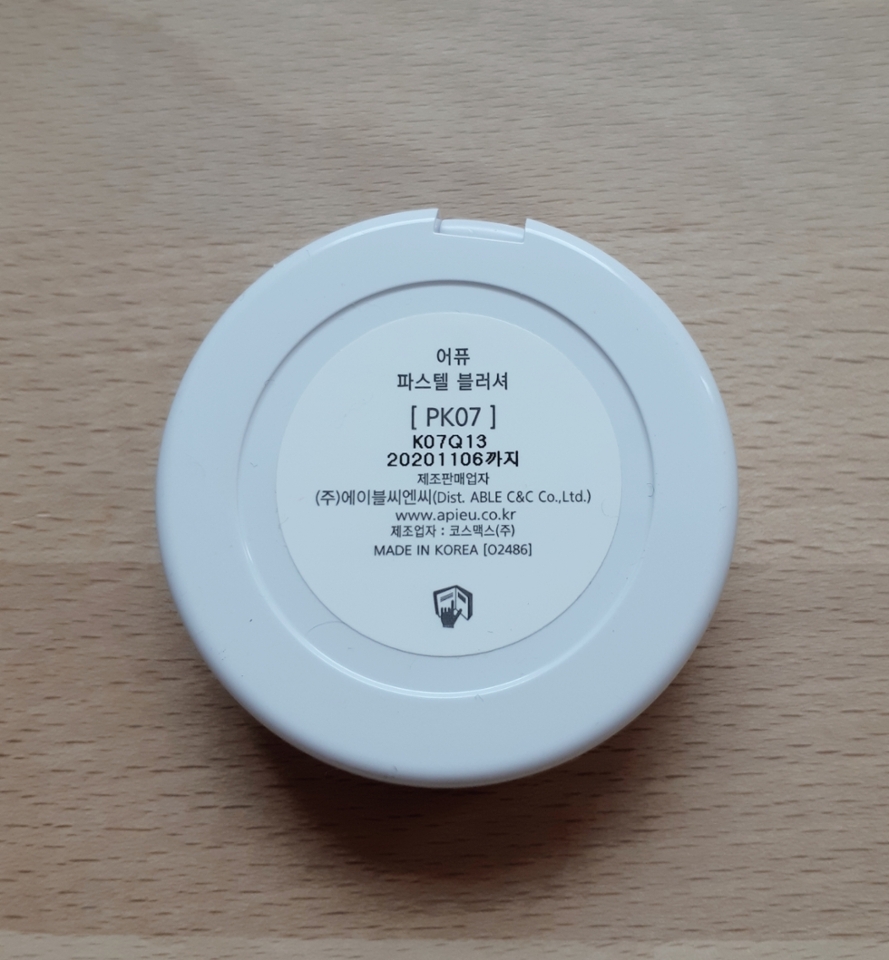 어퓨
파스텔 블러셔
[ PK07 ]
K07Q13
20201106까지
제조판매업자
(주)에이블씨엔씨(Dist. ABLE C&C Co.,Ltd.)
www.apieu.co.kr
제조업자 : 코스맥스(주)
MADE IN KOREA [O2486]